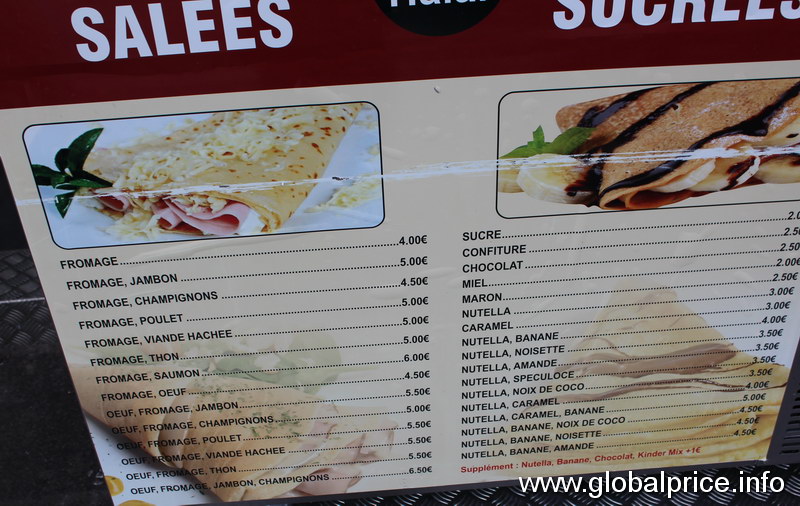 SALÉES
SUCRÉES
FROMAGE 4.00€
FROMAGE, JAMBON 5.00€
FROMAGE, CHAMPIGNONS 4.50€
FROMAGE, POULET 5.00€
FROMAGE, VIANDE HACHEE 5.00€
FROMAGE, THON 5.00€
FROMAGE, SAUMON 6.00€
FROMAGE, OEUF 4.50€
OEUF, FROMAGE, JAMBON 5.50€
OEUF, FROMAGE, CHAMPIGNONS 5.00€
OEUF, FROMAGE, POULET 5.50€
OEUF, FROMAGE, VIANDE HACHEE 5.50€
OEUF, FROMAGE, THON 5.50€
OEUF, FROMAGE, JAMBON, CHAMPIGNONS 6.50€
SUCRE 2.0
CONFITURE 2.50
CHOCOLAT 2.50
MIEL 2.00€
MARON 2.50€
NUTELLA 3.00€
CARAMEL 3.00€
NUTELLA, BANANE 4.00€
NUTELLA, NOISETTE 3.50€
NUTELLA, AMANDE 3.50€
NUTELLA, SPECULOCE 3.50€
NUTELLA, NOIX DE COCO 3.50€
NUTELLA, CARAMEL 4.00€
NUTELLA, CARAMEL, BANANE 5.00€
NUTELLA, BANANE, NOIX DE COCO 4.50€
NUTELLA, BANANE, NOISETTE 4.50€
NUTELLA, BANANE, AMANDE 4.50€
Supplément : Nutella, Banane, Chocolat, Kinder Mix +1€
www.globalprice.info